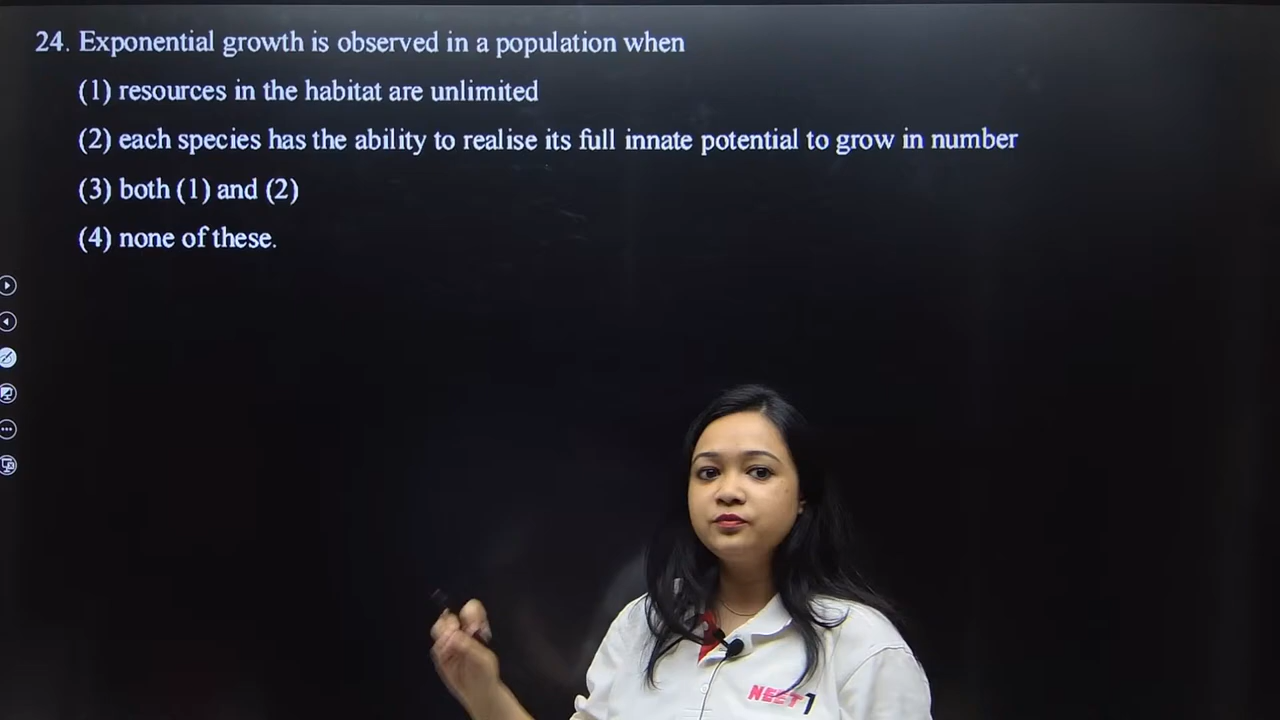 24. Exponential growth is observed in a population when
(1) resources in the habitat are unlimited
(2) each species has the ability to realise its full innate potential to grow in number
(3) both (1) and (2)
(4) none of these.
NEET1